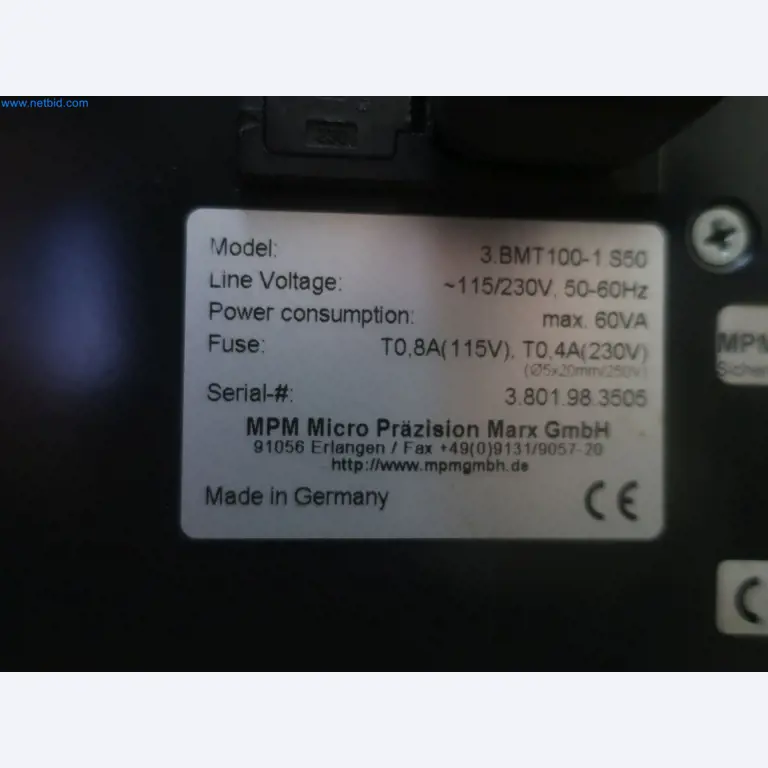 www.netbid.com
Model: 3.BMT100-1 S50
Line Voltage: ~115/230V, 50-60Hz
Power consumption: max. 60VA
Fuse: T0,8A(115V), T0,4A(230V)
(Ø5x20mm/250V)
Serial-#: 3.801.98.3505
MPM Micro Präzision Marx GmbH
91056 Erlangen / Fax +49(0)9131/9057-20
http://www.mpmgmbh.de
Made in Germany CE
MPM